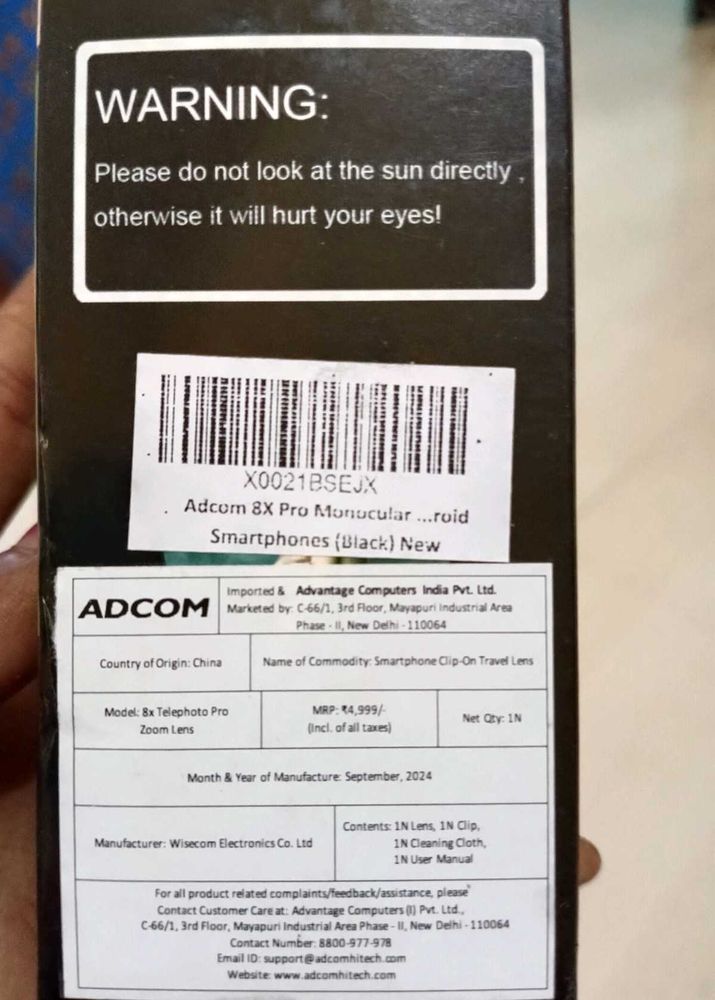 WARNING:
Please do not look at the sun directly ,
otherwise it will hurt your eyes!
X0021BSEJX
Adcom 8X Pro Monocular ...roid
Smartphones (Black) New
ADCOM
Imported & Advantage Computers India Pvt. Ltd.
Marketed by: C-66/1, 3rd Floor, Mayapuri Industrial Area
Phase - II, New Delhi - 110064
Country of Origin: China
Name of Commodity: Smartphone Clip-On Travel Lens
Model: 8x Telephoto Pro
Zoom Lens
MRP: ₹4,999/-
(Incl. of all taxes)
Net Qty: 1N
Month & Year of Manufacture: September, 2024
Manufacturer: Wisecom Electronics Co. Ltd
Contents: 1N Lens, 1N Clip,
1N Cleaning Cloth,
1N User Manual
For all product related complaints/feedback/assistance, please
Contact Customer Care at: Advantage Computers (I) Pvt. Ltd.,
C-66/1, 3rd Floor, Mayapuri Industrial Area Phase - II, New Delhi - 110064
Contact Number: 8800-977-978
Email ID: support@adcomhitech.com
Website: www.adcomhitech.com